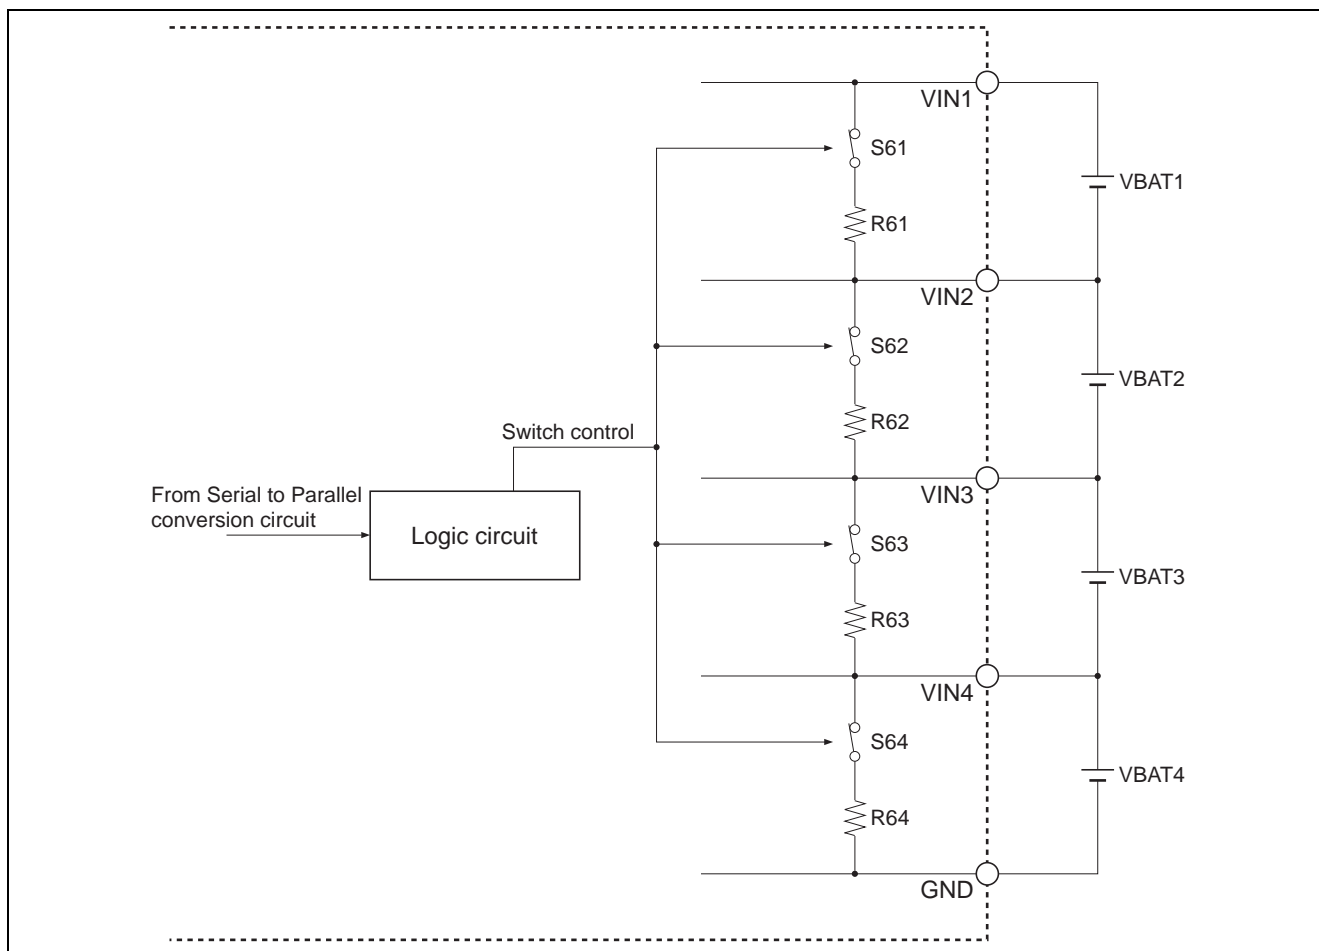 VIN1
S61
VBAT1
R61
VIN2
S62
VBAT2
R62
Switch control
VIN3
From Serial to Parallel
conversion circuit
Logic circuit
S63
VBAT3
R63
VIN4
S64
VBAT4
R64
GND